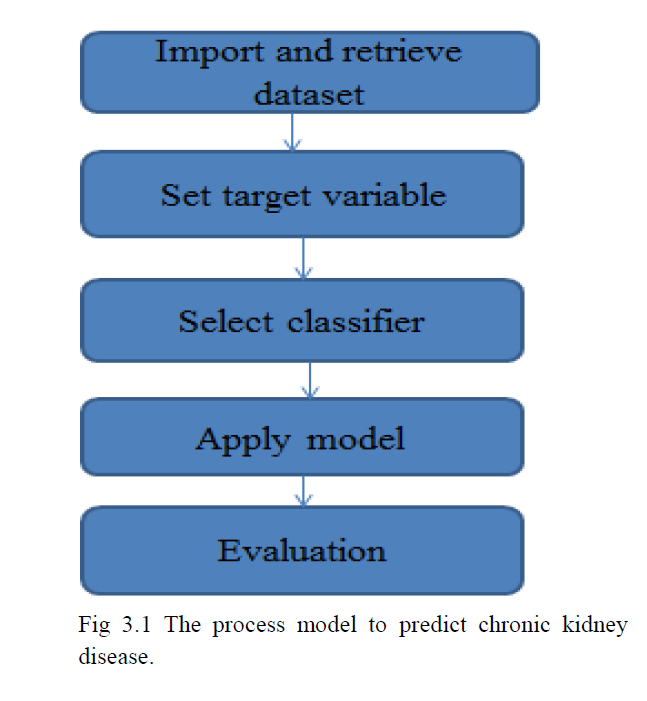 Import and retrieve
dataset
Set target variable
Select classifier
Apply model
Evaluation
Fig 3.1 The process model to predict chronic kidney
disease.